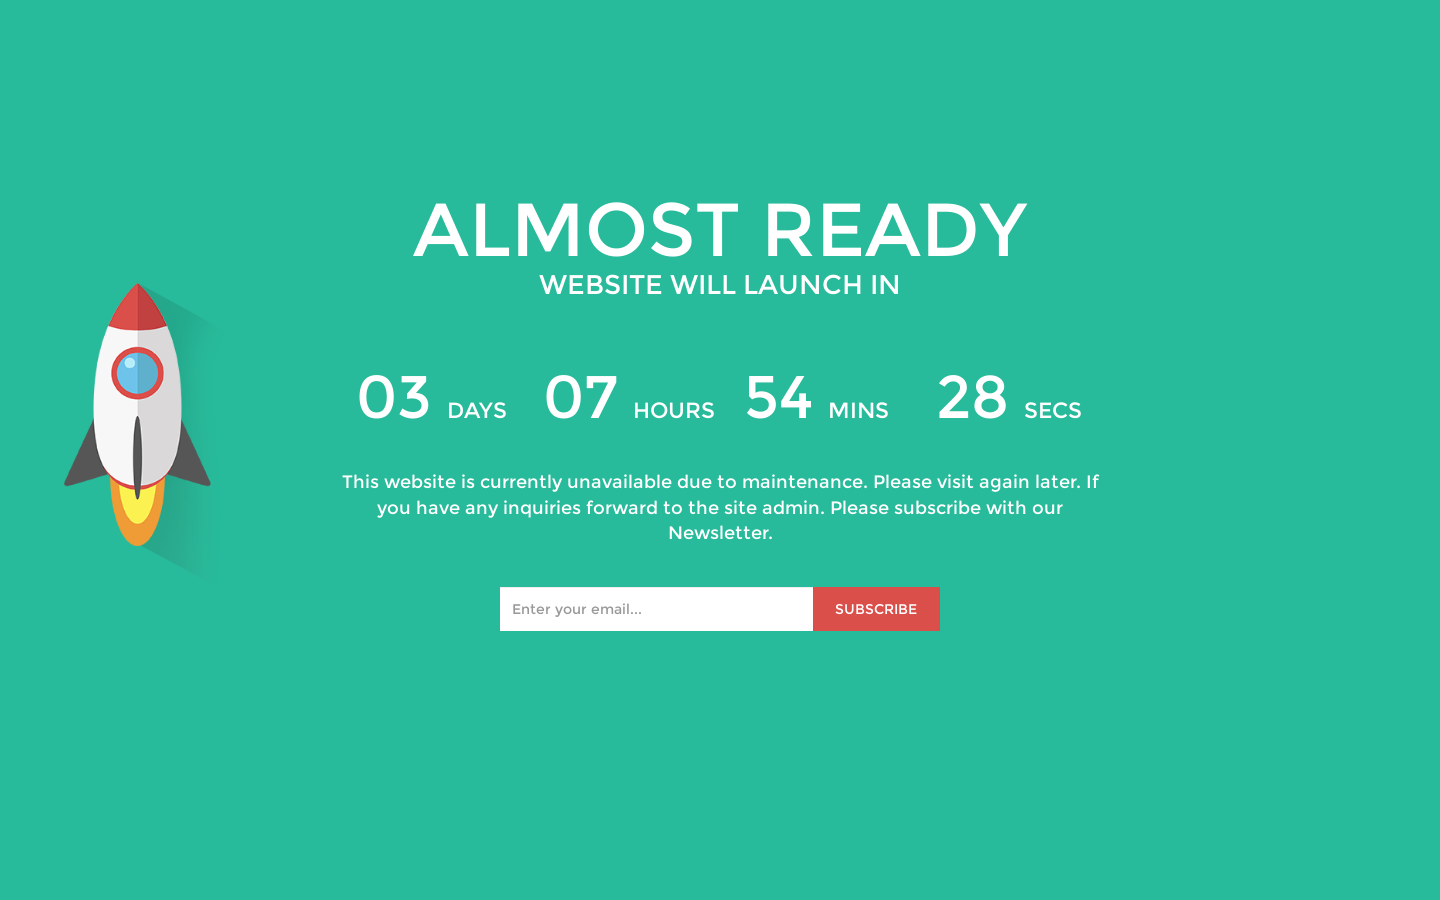 ALMOST READY
WEBSITE WILL LAUNCH IN
03 DAYS 07 HOURS 54 MINS 28 SECS
This website is currently unavailable due to maintenance. Please visit again later. If
you have any inquiries forward to the site admin. Please subscribe with our
Newsletter.
Enter your email... SUBSCRIBE